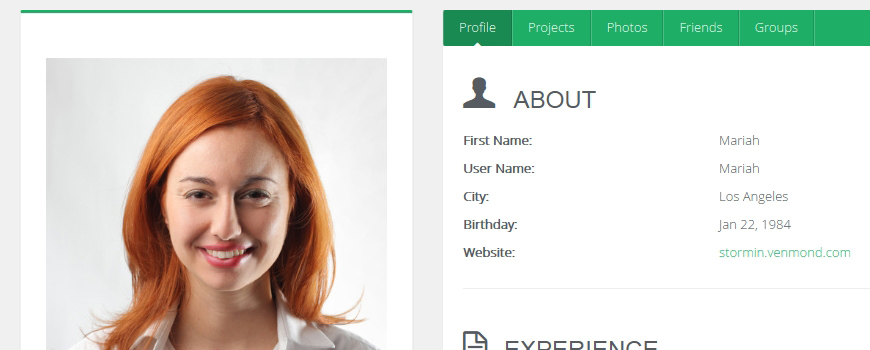 Profile Projects Photos Friends Groups
ABOUT
First Name: Mariah
User Name: Mariah
City: Los Angeles
Birthday: Jan 22, 1984
Website: stormin.venmond.com
EXPERIENCE